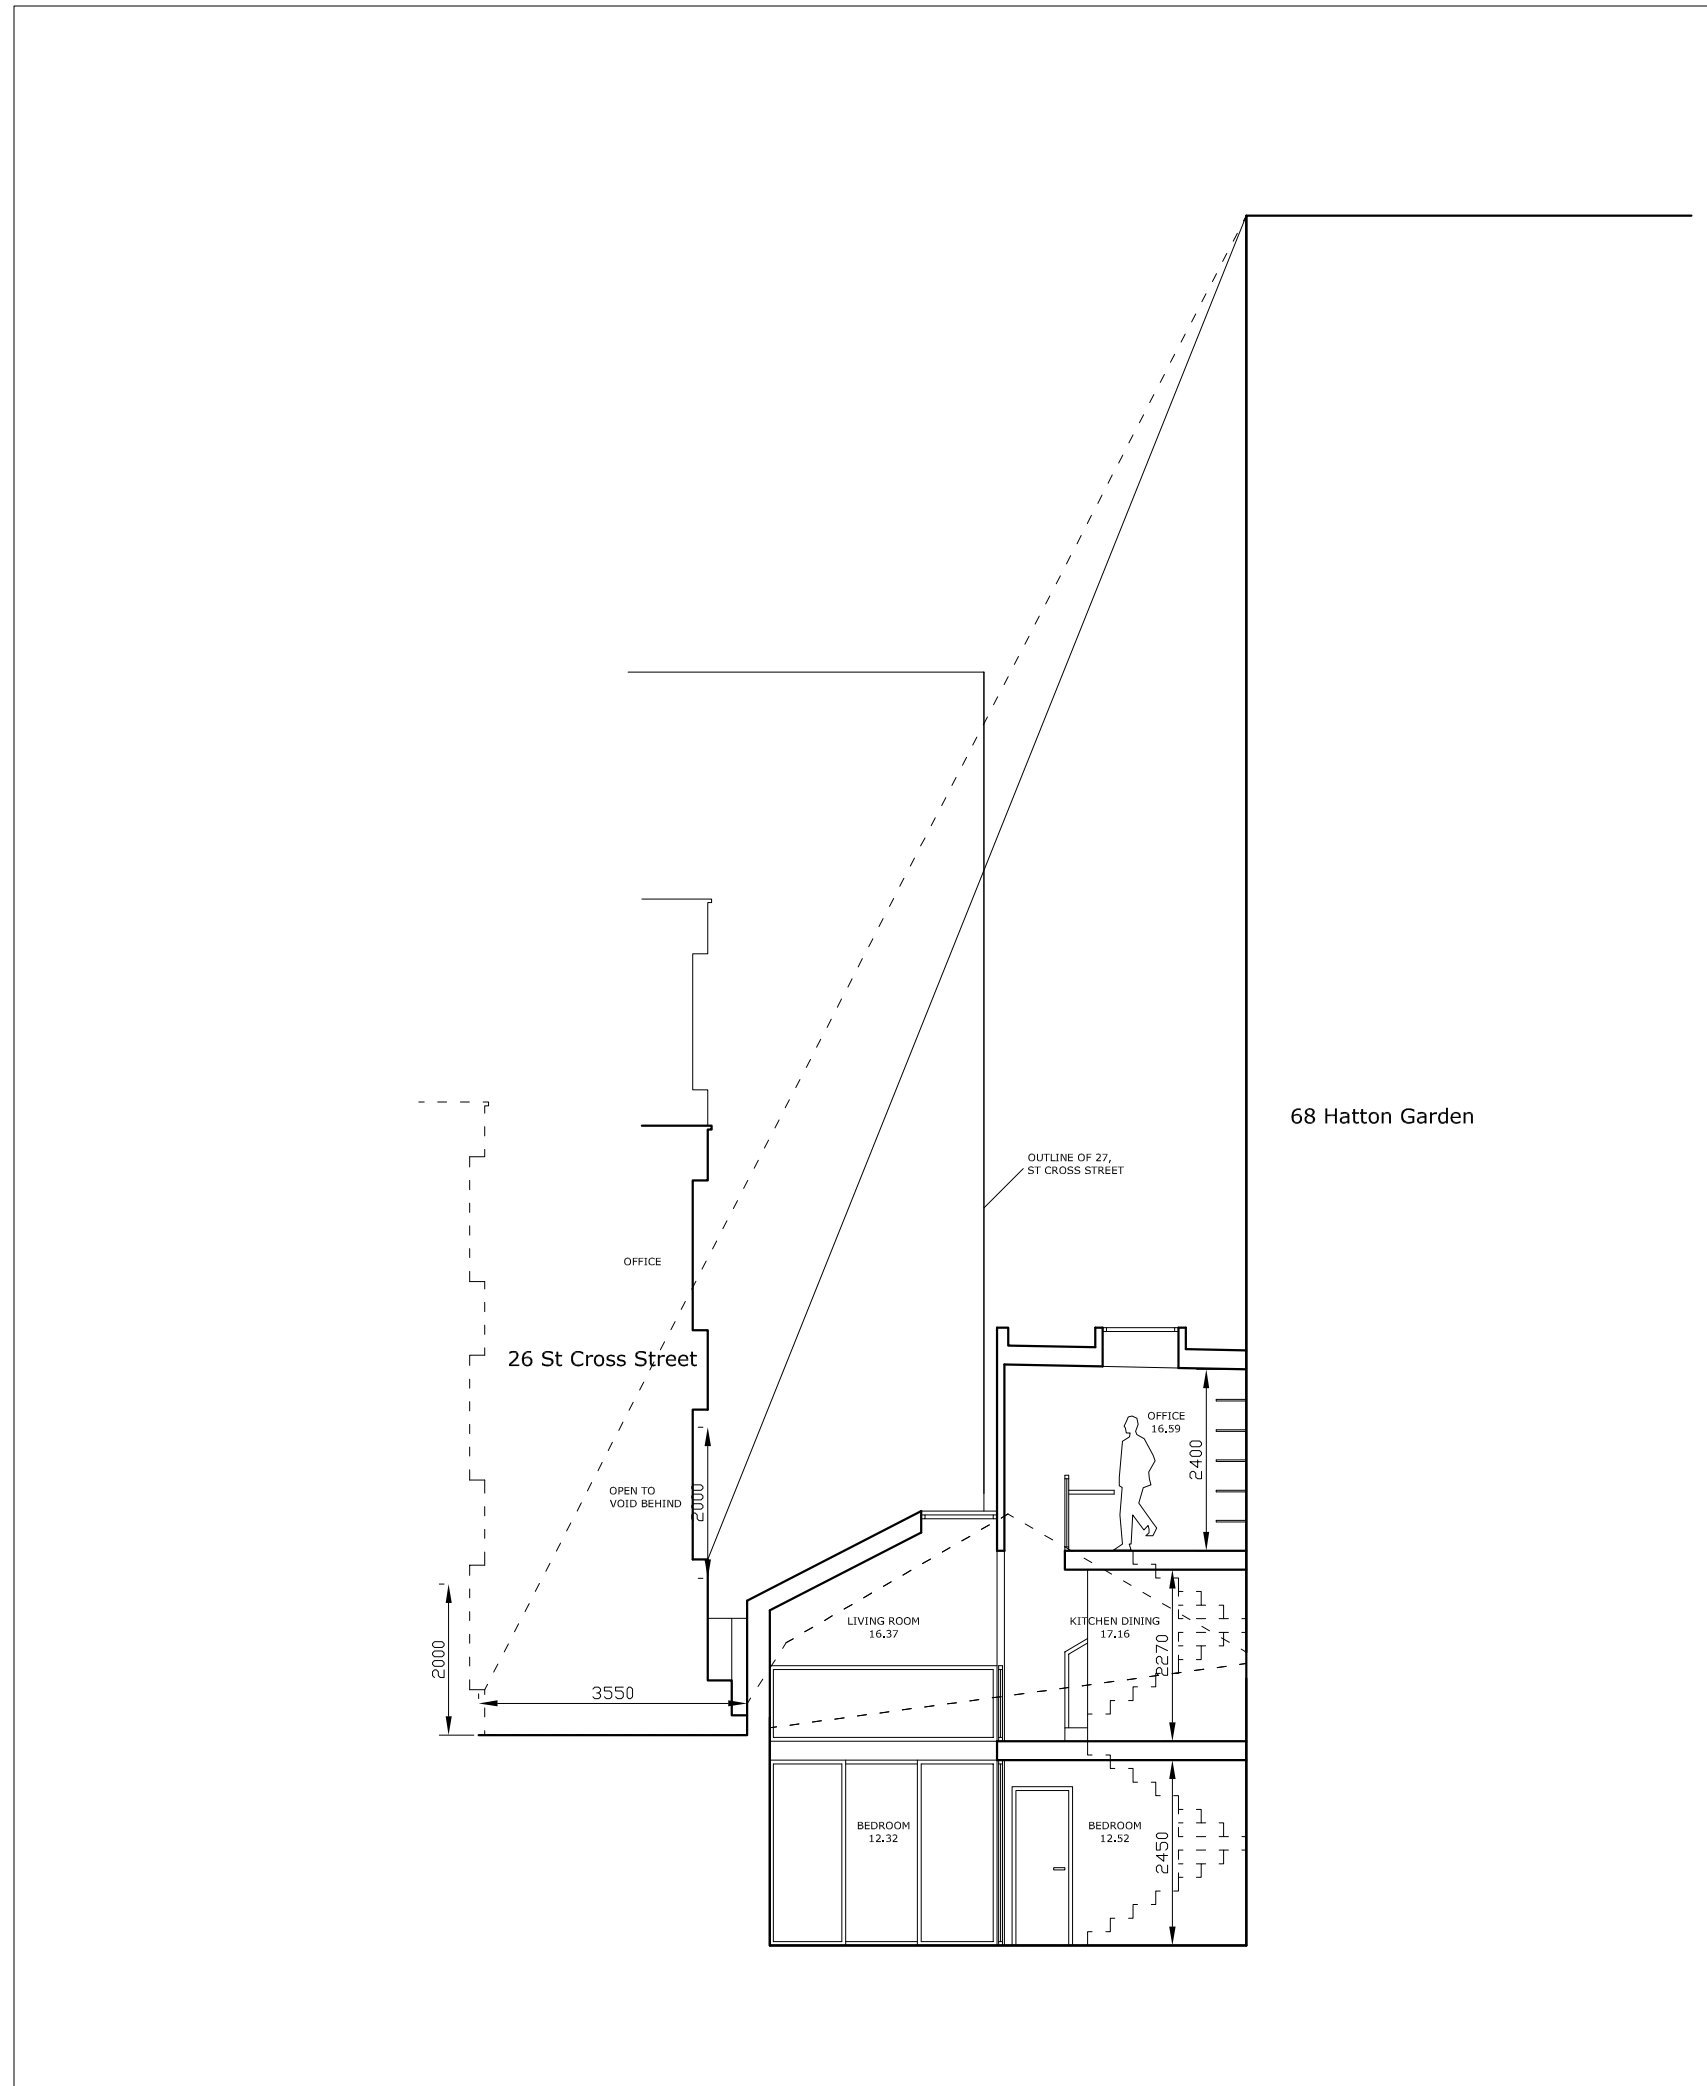 68 Hatton Garden
OUTLINE OF 27,
ST CROSS STREET
OFFICE
26 St Cross Street
OFFICE
16.59
2400
OPEN TO
VOID BEHIND
2000
LIVING ROOM
16.37
KITCHEN DINING
17.16
2270
2000
3550
BEDROOM
12.32
BEDROOM
12.52
2450